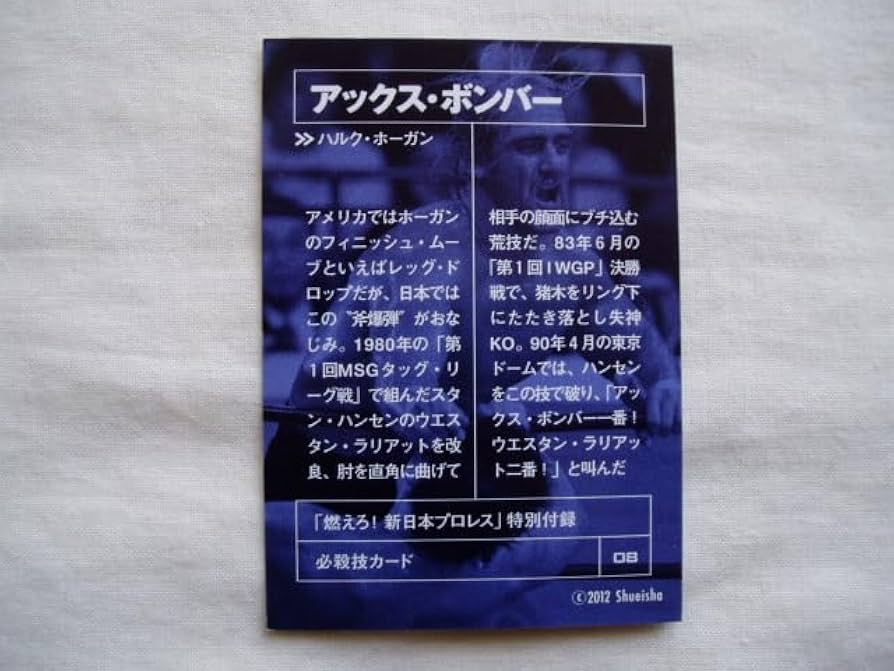 アックス・ボンバー
≫ハルク・ホーガン
アメリカではホーガン
のフィニッシュ・ムー
ブといえばレッグ・ド
ロップだが、日本では
この〝斧爆弾〟がおな
じみ。1980年の「第
1回MSGタッグ・リ
ーグ戦」で組んだスタ
ン・ハンセンのウエス
タン・ラリアットを改
良、肘を直角に曲げて
相手の顔面にブチ込む
荒技だ。83年6月の
「第1回IWGP」決勝
戦で、猪木をリング下
にたたき落とし失神
KO。90年4月の東京
ドームでは、ハンセン
をこの技で破り、「アッ
クス・ボンバー一番!
ウエスタン・ラリアッ
ト二番!」と叫んだ
「燃えろ!新日本プロレス」特別付録
必殺技カード
08
©2012 Shueisha